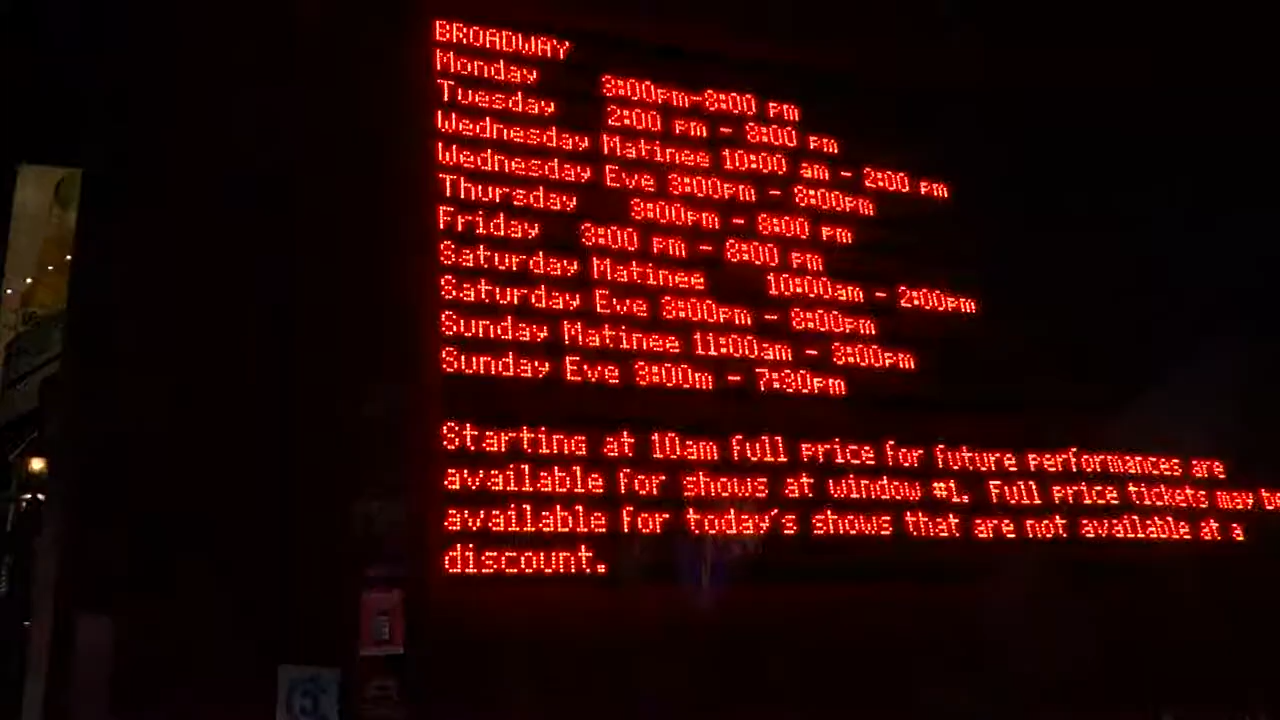 BROADWAY
Monday 3:00pm-8:00 pm
Tuesday 2:00 pm - 8:00 pm
Wednesday Matinee 10:00 am - 2:00 pm
Wednesday Eve 3:00pm - 8:00pm
Thursday 3:00pm - 8:00 pm
Friday 3:00 pm - 8:00 pm
Saturday Matinee 10:00am - 2:00pm
Saturday Eve 3:00pm - 8:00pm
Sunday Matinee 11:00am - 3:00pm
Sunday Eve 3:00m - 7:30pm
Starting at 10am full price for future performances are
available for shows at window #1. Full price tickets may be
available for today's shows that are not available at a
discount.